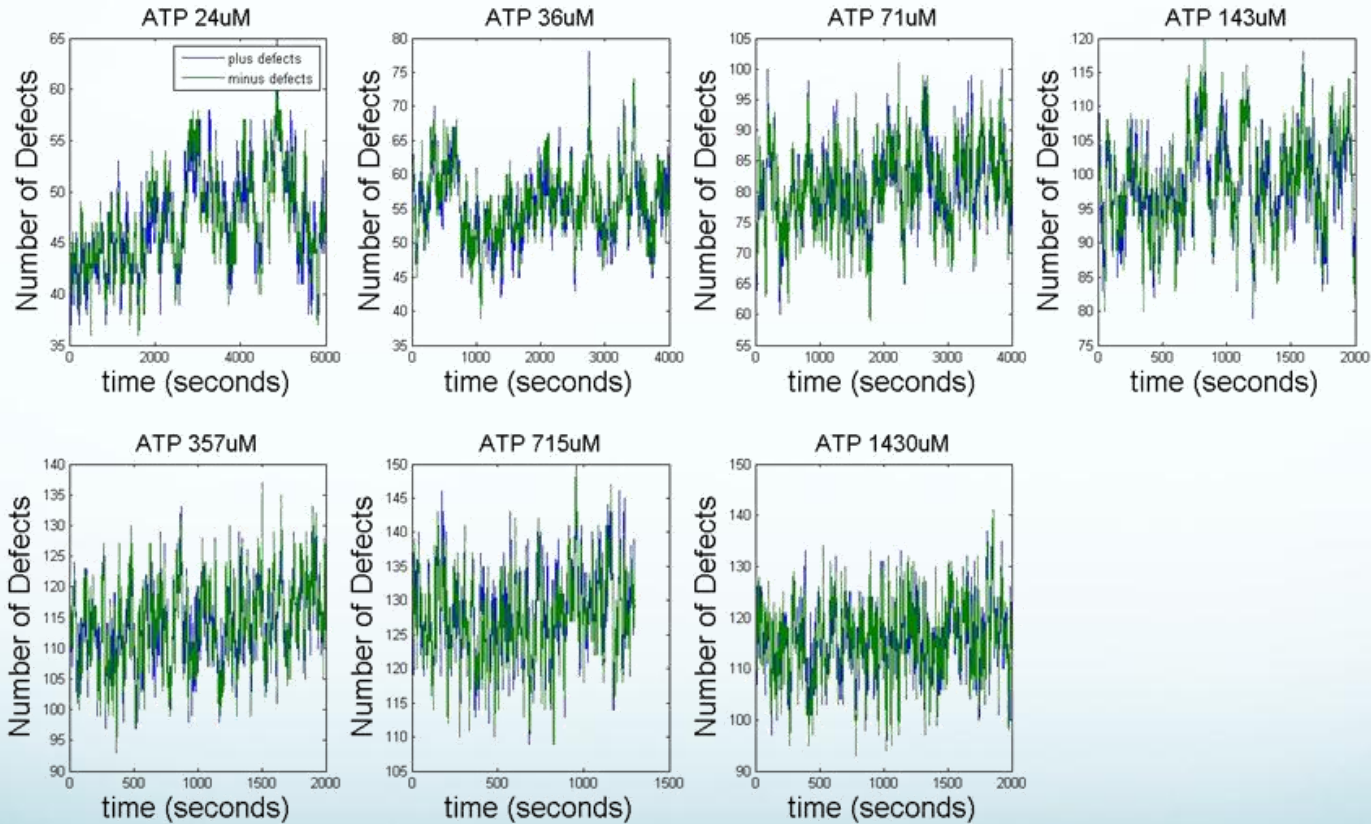 ATP 24uM
65
60
55
50
45
40
35
Number of Defects
plus defects
minus defects
0 2000 4000 6000
time (seconds)
ATP 36uM
80
75
70
65
60
55
50
45
40
35
Number of Defects
0 1000 2000 3000 4000
time (seconds)
ATP 71uM
105
100
95
90
85
80
75
70
65
60
55
Number of Defects
0 1000 2000 3000 4000
time (seconds)
ATP 143uM
120
115
110
105
100
95
90
85
80
75
Number of Defects
0 500 1000 1500 2000
time (seconds)
ATP 357uM
140
135
130
125
120
115
110
105
100
95
90
Number of Defects
0 500 1000 1500 2000
time (seconds)
ATP 715uM
150
145
140
135
130
125
120
115
110
105
Number of Defects
0 500 1000 1500
time (seconds)
ATP 1430uM
150
140
130
120
110
100
90
Number of Defects
0 500 1000 1500 2000
time (seconds)